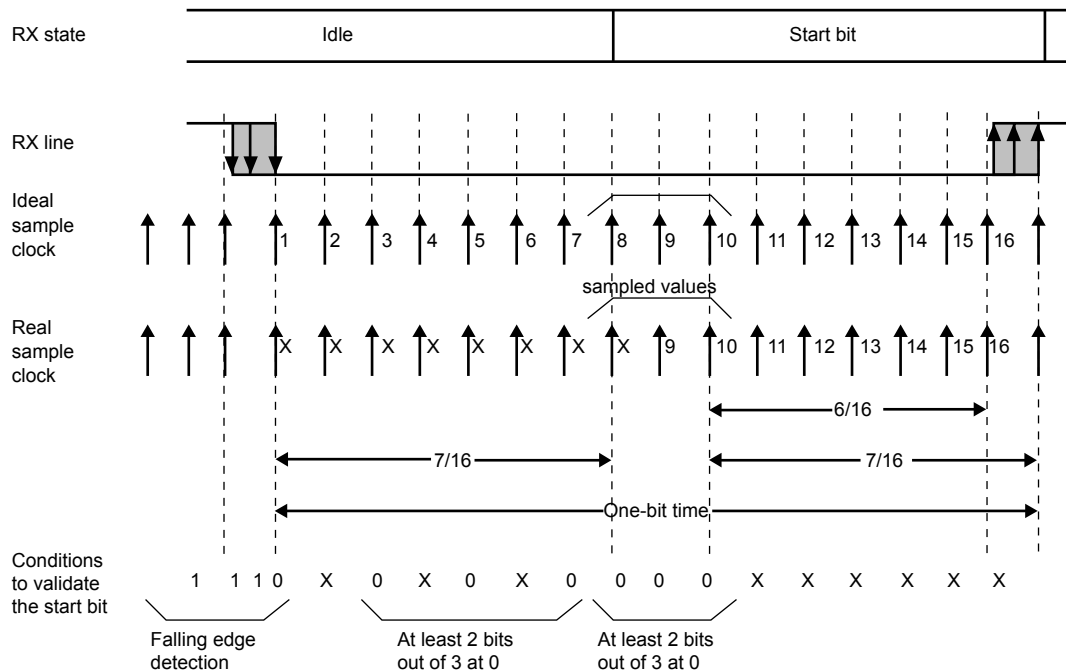 RX state
Idle
Start bit
RX line
Ideal
sample
clock
1 2 3 4 5 6 7 8 9 10 11 12 13 14 15 16
sampled values
Real
sample
clock
X X X X X X X X 9 10 11 12 13 14 15 16
6/16
7/16
7/16
One-bit time
Conditions
to validate
the start bit
1 1 1 0 X 0 X 0 X 0 0 0 0 X X X X X X
Falling edge
detection
At least 2 bits
out of 3 at 0
At least 2 bits
out of 3 at 0